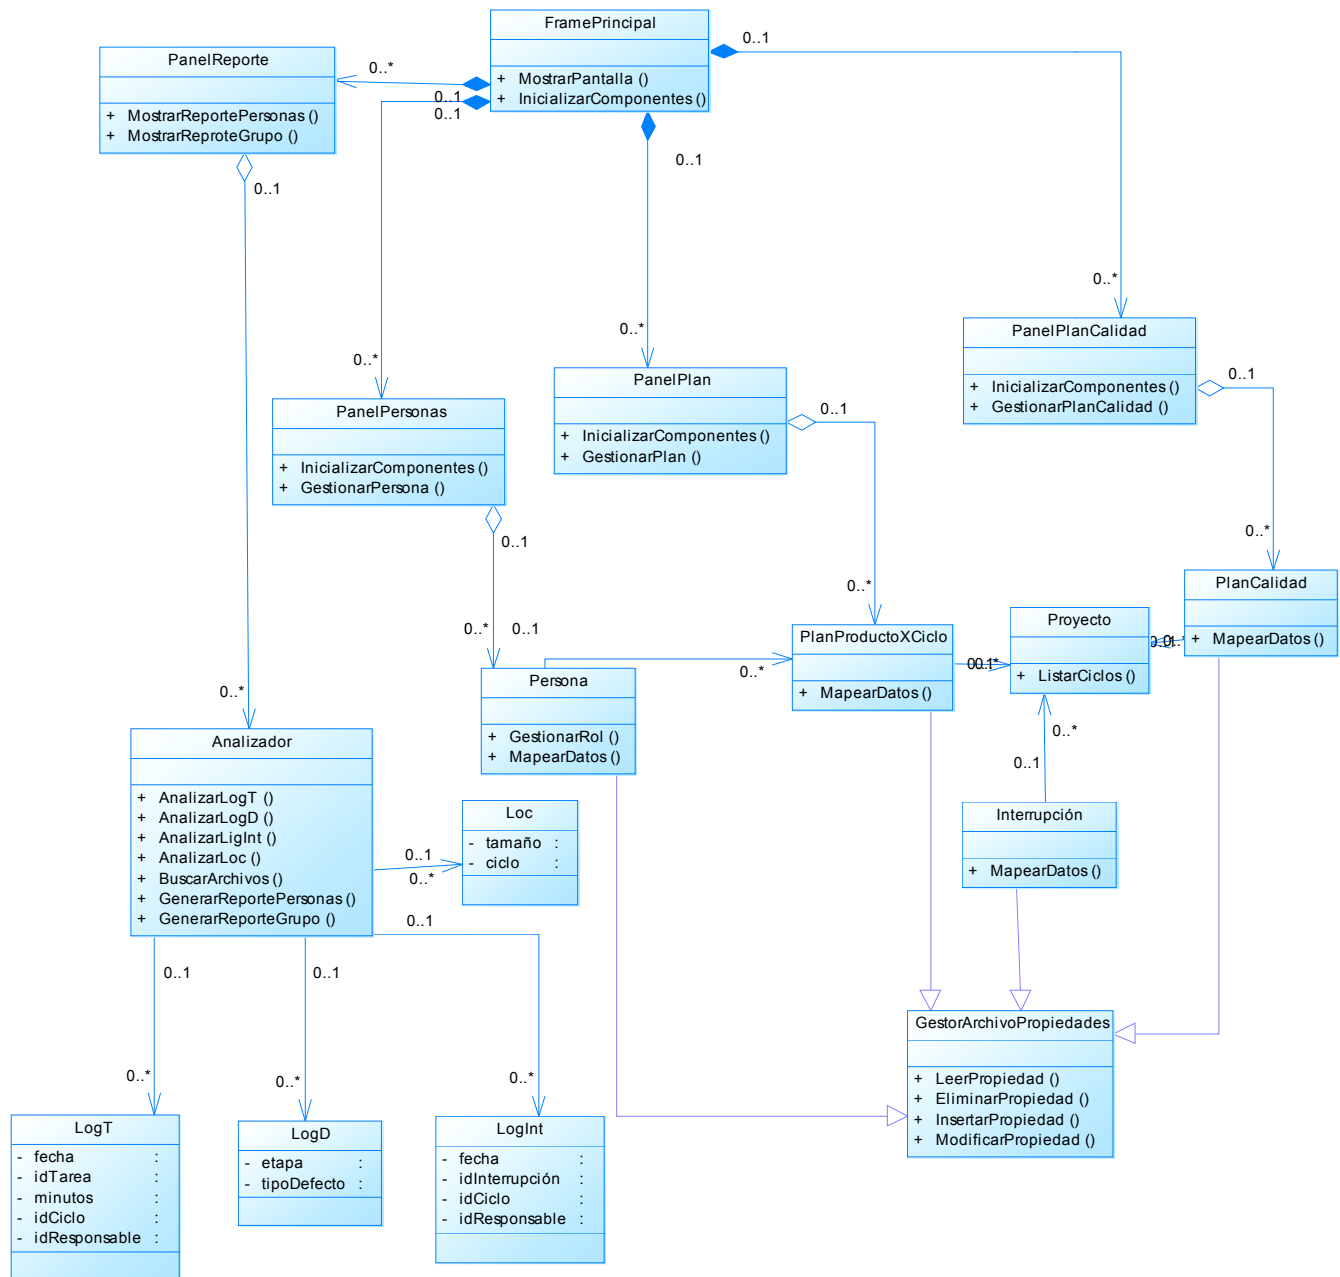 FramePrincipal
+ MostrarPantalla ()
+ InicializarComponentes ()
0..1
0..*
0..1
0..1
0..1
PanelReporte
+ MostrarReportePersonas ()
+ MostrarReproteGrupo ()
0..1
0..*
0..*
0..*
PanelPlanCalidad
+ InicializarComponentes ()
+ GestionarPlanCalidad ()
0..1
PanelPlan
+ InicializarComponentes ()
+ GestionarPlan ()
0..1
PanelPersonas
+ InicializarComponentes ()
+ GestionarPersona ()
0..1
0..*
0..*
PlanCalidad
+ MapearDatos ()
0..*
0..1
Persona
+ GestionarRol ()
+ MapearDatos ()
0..*
PlanProductoXCiclo
+ MapearDatos ()
Proyecto
+ ListarCiclos ()
0..*
0..1
Interrupción
+ MapearDatos ()
0..*
Analizador
+ AnalizarLogT ()
+ AnalizarLogD ()
+ AnalizarLigInt ()
+ AnalizarLoc ()
+ BuscarArchivos ()
+ GenerarReportePersonas ()
+ GenerarReporteGrupo ()
0..1
0..*
Loc
- tamaño :
- ciclo :
0..1
0..1
0..1
GestorArchivoPropiedades
+ LeerPropiedad ()
+ EliminarPropiedad ()
+ InsertarPropiedad ()
+ ModificarPropiedad ()
0..*
0..*
0..*
LogT
- fecha :
- idTarea :
- minutos :
- idCiclo :
- idResponsable :
LogD
- etapa :
- tipoDefecto :
LogInt
- fecha :
- idInterrupción :
- idCiclo :
- idResponsable :